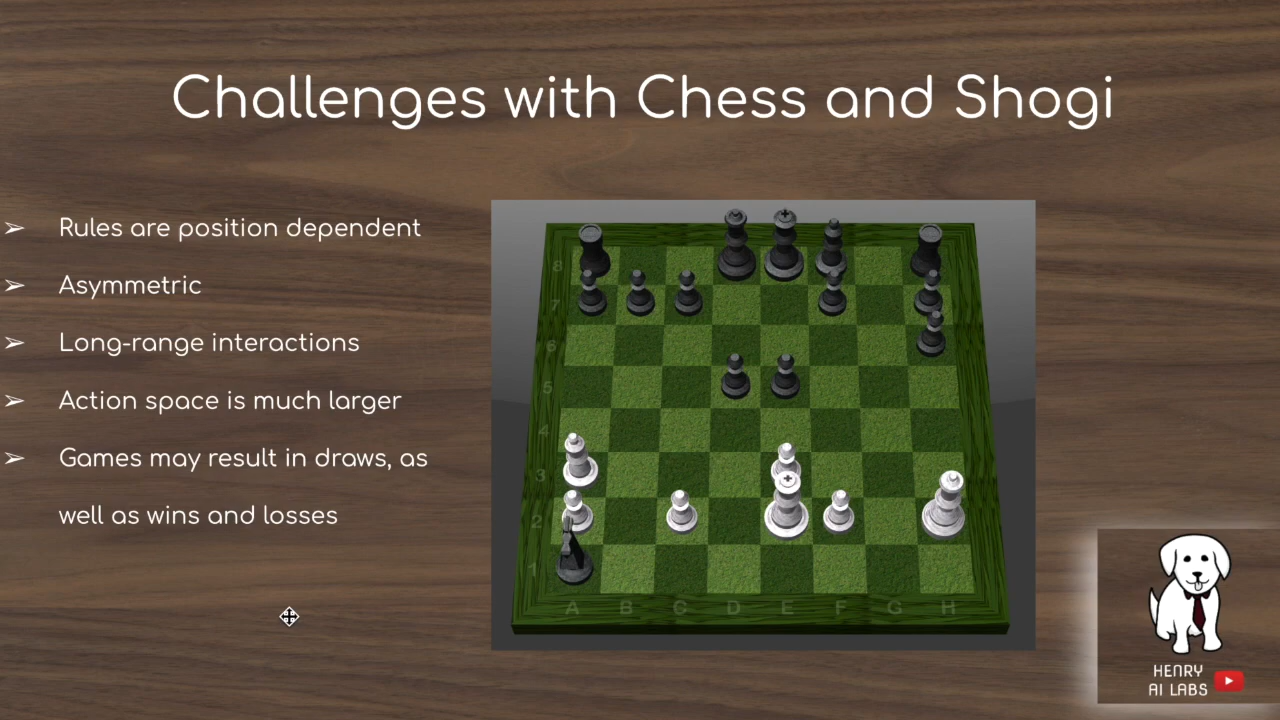 Challenges with Chess and Shogi
➢ Rules are position dependent
➢ Asymmetric
➢ Long-range interactions
➢ Action space is much larger
➢ Games may result in draws, as
well as wins and losses
8
7
6
5
4
3
2
1
A B C D E F G H
HENRY
AI LABS